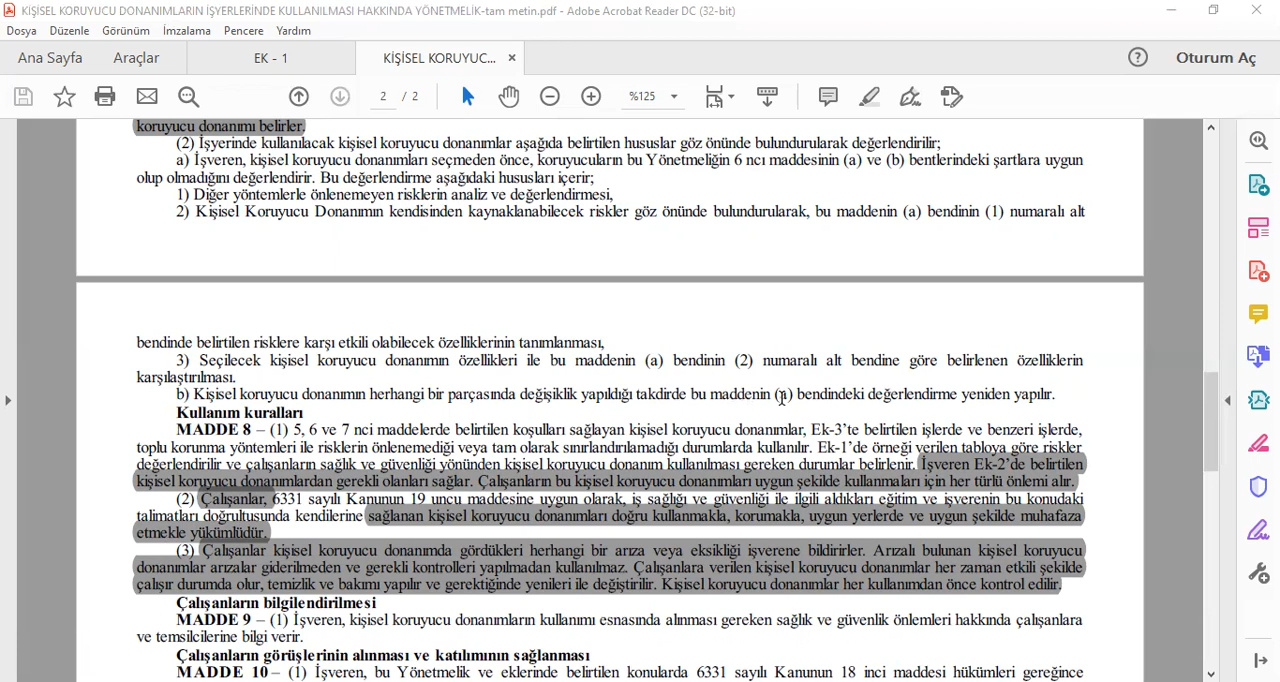 KİŞİSEL KORUYUCU DONANIMLARIN İŞYERLERİNDE KULLANILMASI HAKKINDA YÖNETMELİK-tam metin.pdf - Adobe Acrobat Reader DC (32-bit)
Dosya Düzenle Görünüm İmzalama Pencere Yardım
Ana Sayfa Araçlar EK - 1 KİŞİSEL KORUYUC... × Oturum Aç
2 / 2 %125
koruyucu donanımı belirler.
(2) İşyerinde kullanılacak kişisel koruyucu donanımlar aşağıda belirtilen hususlar göz önünde bulundurularak değerlendirilir;
a) İşveren, kişisel koruyucu donanımları seçmeden önce, koruyucuların bu Yönetmeliğin 6 ncı maddesinin (a) ve (b) bentlerindeki şartlara uygun
olup olmadığını değerlendirir. Bu değerlendirme aşağıdaki hususları içerir;
1) Diğer yöntemlerle önlenemeyen risklerin analiz ve değerlendirmesi,
2) Kişisel Koruyucu Donanımın kendisinden kaynaklanabilecek riskler göz önünde bulundurularak, bu maddenin (a) bendinin (1) numaralı alt
bendinde belirtilen risklere karşı etkili olabilecek özelliklerinin tanımlanması,
3) Seçilecek kişisel koruyucu donanımın özellikleri ile bu maddenin (a) bendinin (2) numaralı alt bendine göre belirlenen özelliklerin
karşılaştırılması.
b) Kişisel koruyucu donanımın herhangi bir parçasında değişiklik yapıldığı takdirde bu maddenin (a) bendindeki değerlendirme yeniden yapılır.
Kullanım kuralları
MADDE 8 – (1) 5, 6 ve 7 nci maddelerde belirtilen koşulları sağlayan kişisel koruyucu donanımlar, Ek-3’te belirtilen işlerde ve benzeri işlerde,
toplu korunma yöntemleri ile risklerin önlenemediği veya tam olarak sınırlandırılamadığı durumlarda kullanılır. Ek-1’de örneği verilen tabloya göre riskler
değerlendirilir ve çalışanların sağlık ve güvenliği yönünden kişisel koruyucu donanım kullanılması gereken durumlar belirlenir. İşveren Ek-2’de belirtilen
kişisel koruyucu donanımlardan gerekli olanları sağlar. Çalışanların bu kişisel koruyucu donanımları uygun şekilde kullanmaları için her türlü önlemi alır.
(2) Çalışanlar, 6331 sayılı Kanunun 19 uncu maddesine uygun olarak, iş sağlığı ve güvenliği ile ilgili aldıkları eğitim ve işverenin bu konudaki
talimatları doğrultusunda kendilerine sağlanan kişisel koruyucu donanımları doğru kullanmakla, korumakla, uygun yerlerde ve uygun şekilde muhafaza
etmekle yükümlüdür.
(3) Çalışanlar kişisel koruyucu donanımda gördükleri herhangi bir arıza veya eksikliği işverene bildirirler. Arızalı bulunan kişisel koruyucu
donanımlar arızalar giderilmeden ve gerekli kontrolleri yapılmadan kullanılmaz. Çalışanlara verilen kişisel koruyucu donanımlar her zaman etkili şekilde
çalışır durumda olur, temizlik ve bakımı yapılır ve gerektiğinde yenileri ile değiştirilir. Kişisel koruyucu donanımlar her kullanımdan önce kontrol edilir.
Çalışanların bilgilendirilmesi
MADDE 9 – (1) İşveren, kişisel koruyucu donanımların kullanımı esnasında alınması gereken sağlık ve güvenlik önlemleri hakkında çalışanlara
ve temsilcilerine bilgi verir.
Çalışanların görüşlerinin alınması ve katılımının sağlanması
MADDE 10 – (1) İşveren, bu Yönetmelik ve eklerinde belirtilen konularda 6331 sayılı Kanunun 18 inci maddesi hükümleri gereğince